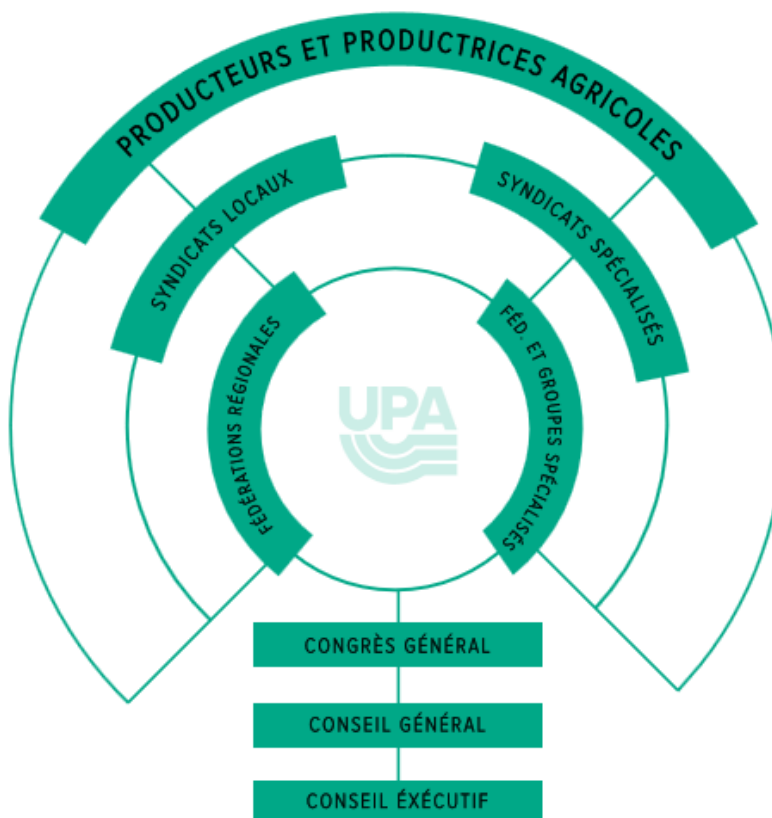 PRODUCTEURS ET PRODUCTRICES AGRICOLES
SYNDICATS LOCAUX
SYNDICATS SPÉCIALISÉS
FÉDÉRATIONS RÉGIONALES
FÉD. ET GROUPES SPÉCIALISÉS
UPA
CONGRÈS GÉNÉRAL
CONSEIL GÉNÉRAL
CONSEIL ÉXÉCUTIF